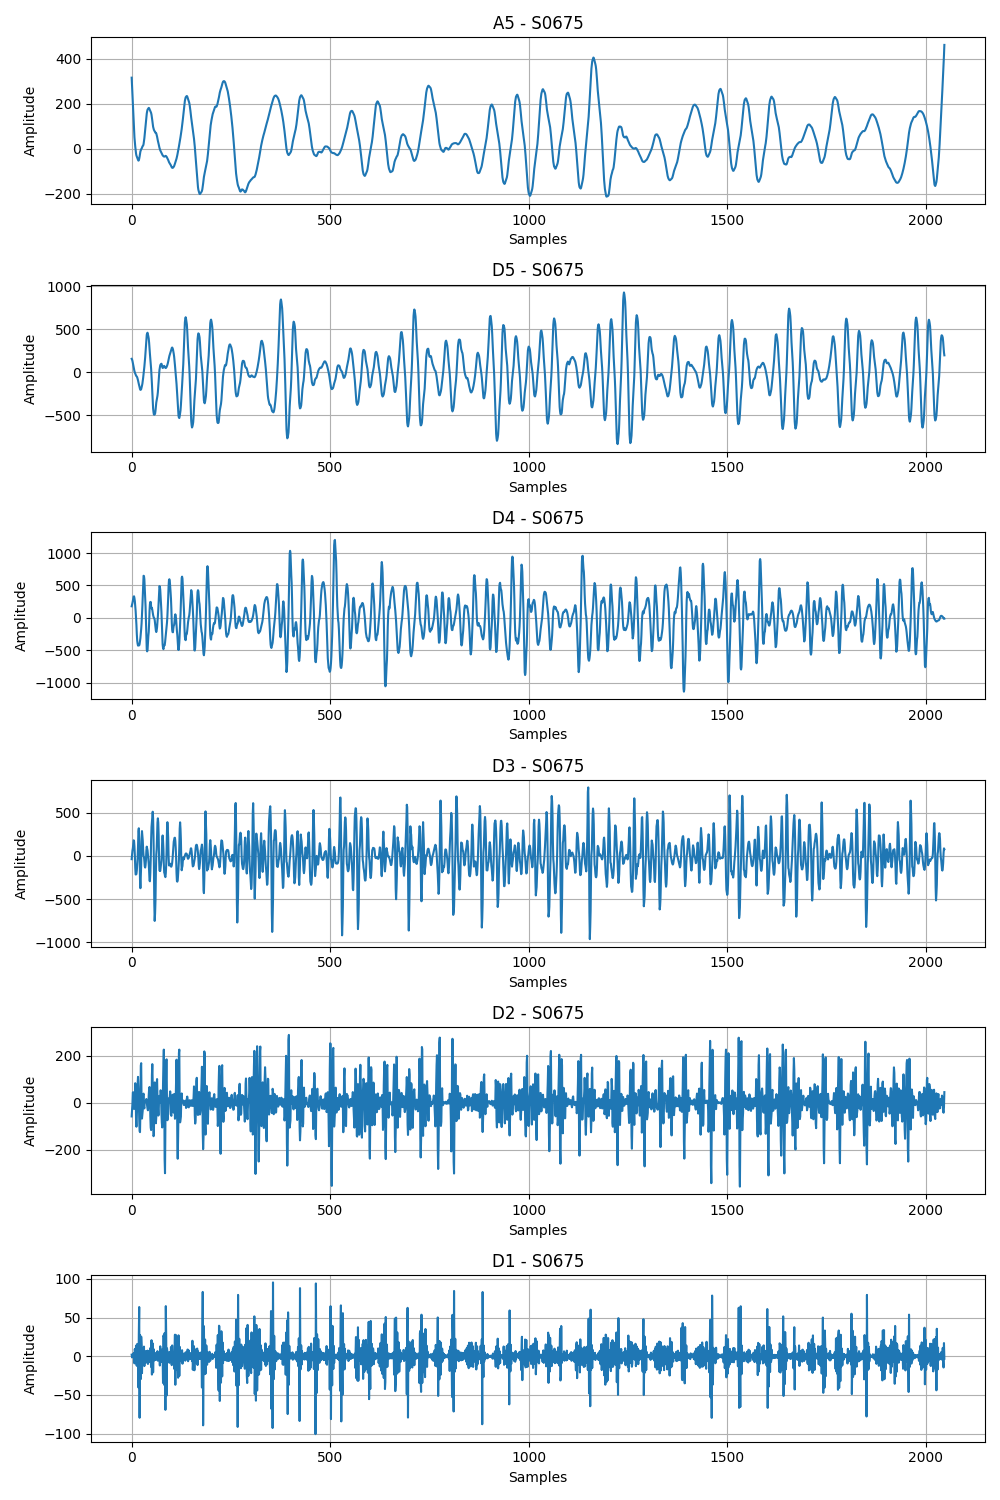 A5 - S0675
400
200
0
−200
Amplitude
0 500 1000 1500 2000
Samples
D5 - S0675
1000
500
0
−500
Amplitude
0 500 1000 1500 2000
Samples
D4 - S0675
1000
500
0
−500
−1000
Amplitude
0 500 1000 1500 2000
Samples
D3 - S0675
500
0
−500
−1000
Amplitude
0 500 1000 1500 2000
Samples
D2 - S0675
200
0
−200
Amplitude
0 500 1000 1500 2000
Samples
D1 - S0675
100
50
0
−50
−100
Amplitude
0 500 1000 1500 2000
Samples